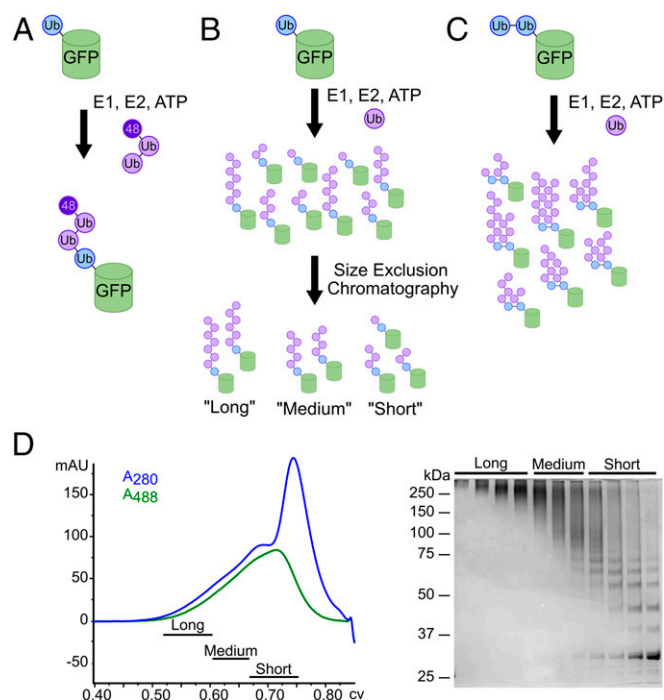 A
Ub
GFP
E1, E2, ATP
48
Ub
Ub
48
Ub
Ub
Ub
GFP
B
Ub
GFP
E1, E2, ATP
Ub
Size Exclusion
Chromatography
"Long" "Medium" "Short"
C
Ub Ub
GFP
E1, E2, ATP
Ub
D
mAU
A280
A488
150
100
50
0
-50
Long
Medium
Short
0.40 0.50 0.60 0.70 0.80 cv
Long Medium Short
kDa
250
150
100
75
50
37
25